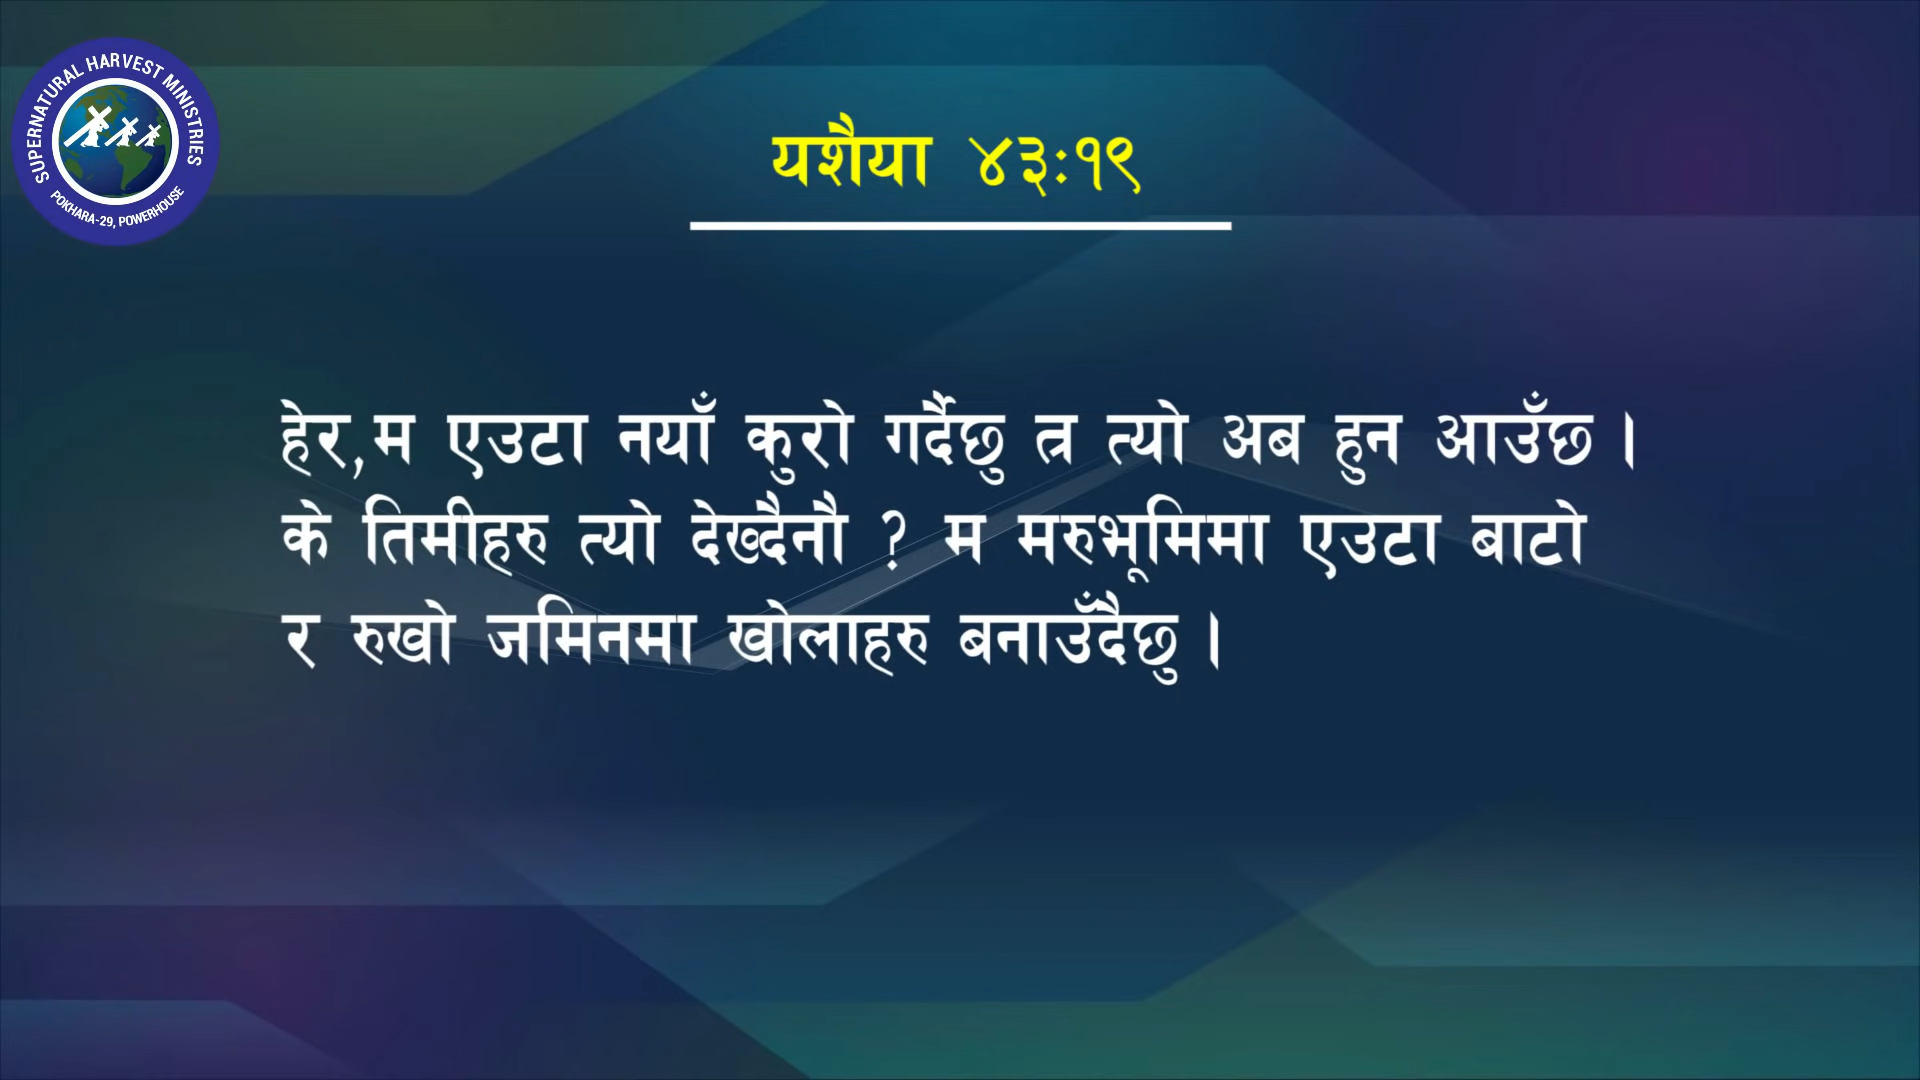 SUPERNATURAL HARVEST MINISTRIES
POKHARA-29, POWERHOUSE
यशैया ४३:१९
हेर,म एउटा नयाँ कुरो गर्दैछु त्र त्यो अब हुन आउँछ ।
के तिमीहरु त्यो देख्दैनौ ? म मरुभूमिमा एउटा बाटो
र रुखो जमिनमा खोलाहरु बनाउँदैछु ।